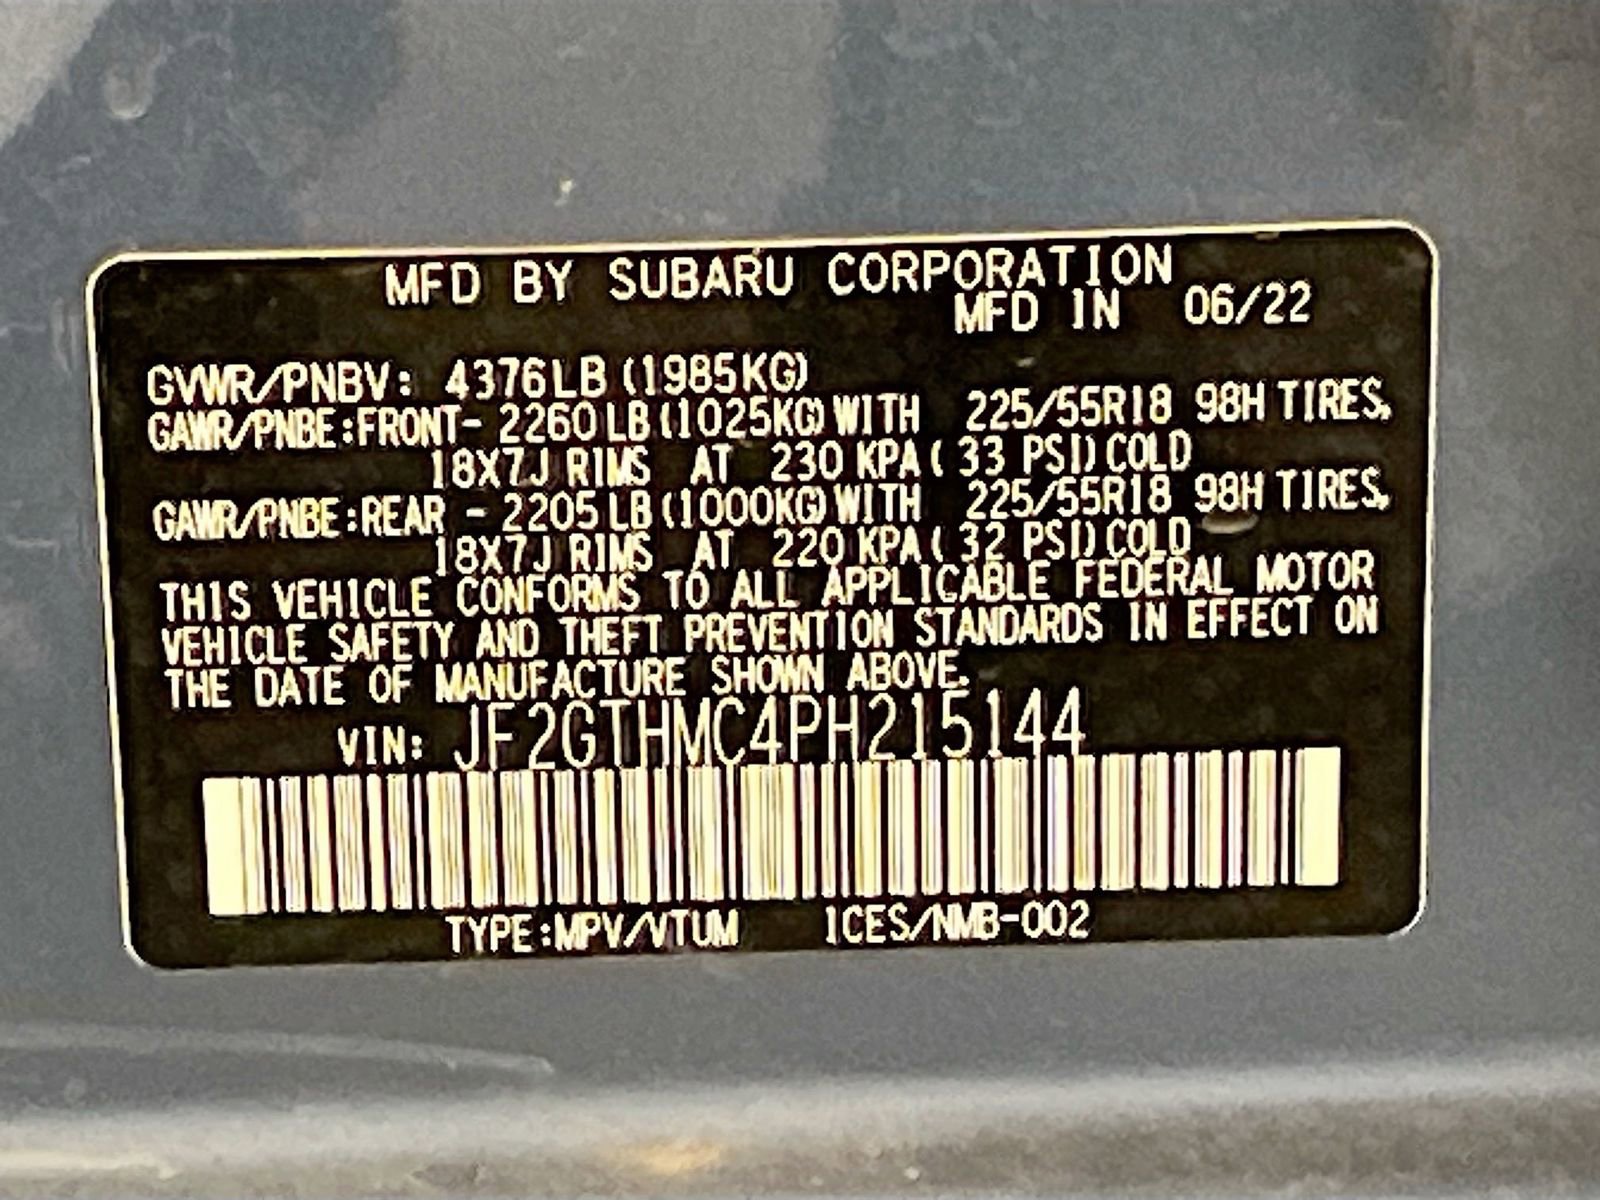 MFD BY SUBARU CORPORATION
MFD IN 06/22
GVWR/PNBV: 4376LB (1985KG)
GAWR/PNBE:FRONT- 2260 LB (1025KG) WITH 225/55R18 98H TIRES,
18X7J RIMS AT 230 KPA ( 33 PSI) COLD
GAWR/PNBE:REAR - 2205 LB (1000KG) WITH 225/55R18 98H TIRES,
18X7J RIMS AT 220 KPA ( 32 PSI) COLD
THIS VEHICLE CONFORMS TO ALL APPLICABLE FEDERAL MOTOR
VEHICLE SAFETY AND THEFT PREVENTION STANDARDS IN EFFECT ON
THE DATE OF MANUFACTURE SHOWN ABOVE.
VIN: JF2GTHMC4PH215144
TYPE:MPV/VTUM ICES/NMB-002